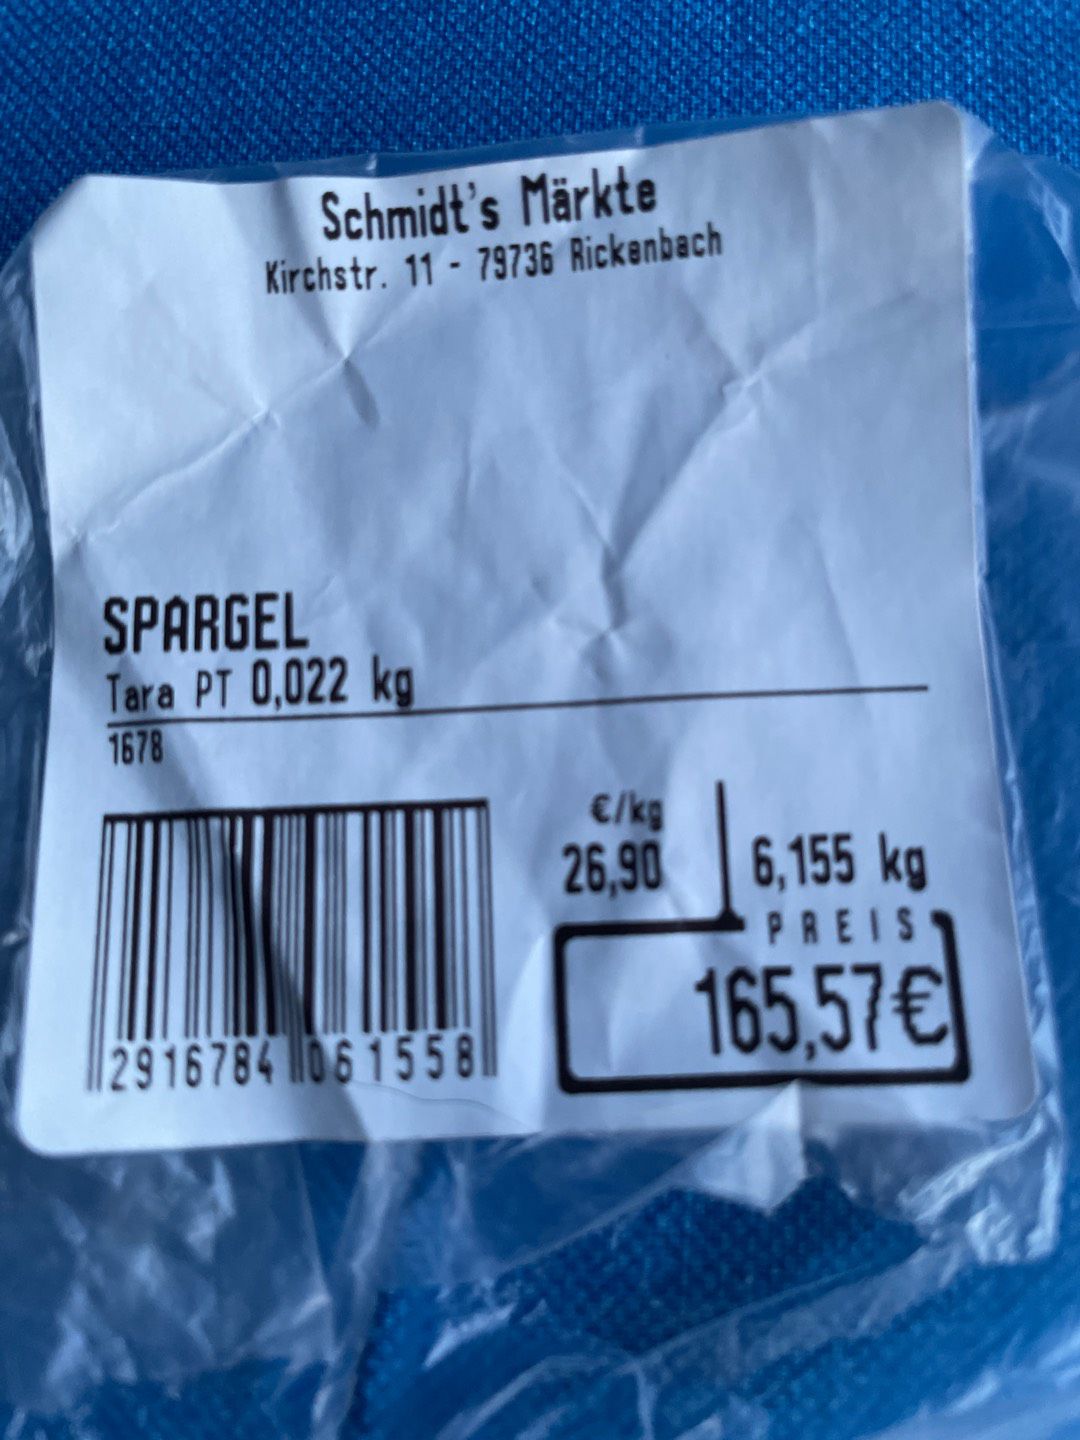 Schmidt's Märkte
Kirchstr. 11 - 79736 Rickenbach
SPARGEL
Tara PT 0,022 kg
1678
€/kg
26,90
6,155 kg
PREIS
165,57€
2916784 061558